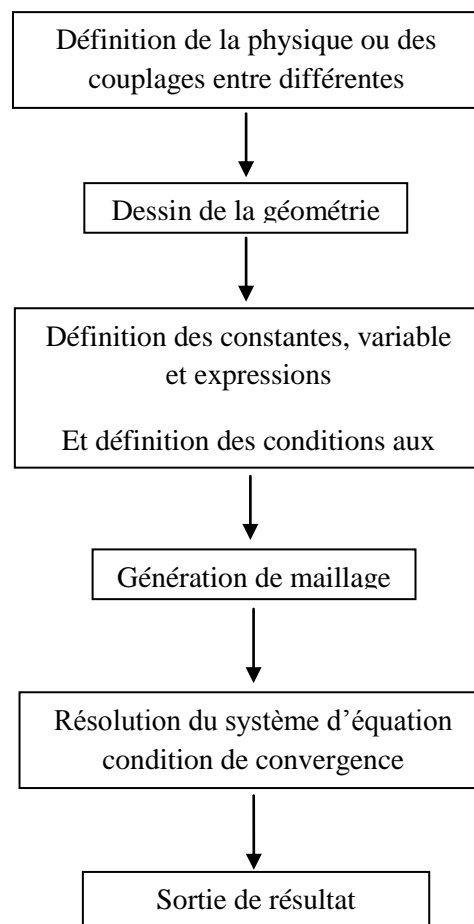 Définition de la physique ou des
couplages entre différentes
Dessin de la géométrie
Définition des constantes, variable
et expressions
Et définition des conditions aux
Génération de maillage
Résolution du système d’équation
condition de convergence
Sortie de résultat